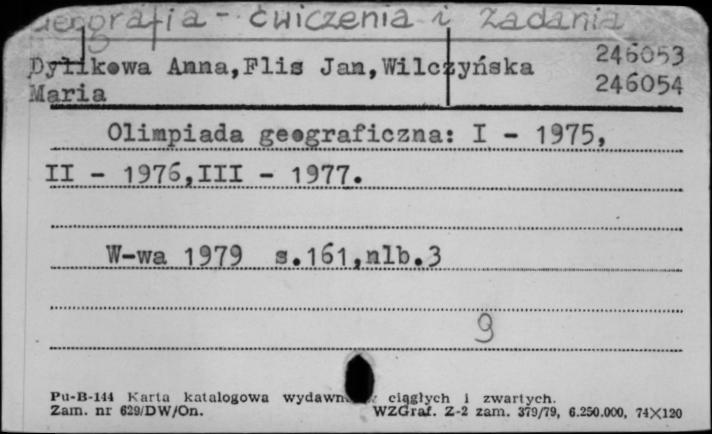 Geografia - ćwiczenia i zadania
Dylikowa Anna, Flis Jan, Wilczyńska 246053
Maria 246054
Olimpiada geograficzna: I - 1975,
II - 1976, III - 1977.
W-wa 1979 s.161, nlb.3
9
Pu-B-144 Karta katalogowa ciągłych i zwartych.
Zam. nr 629/DW/On. WZGraf. Z-2 zam. 379/79, 6.250.000, 74×120